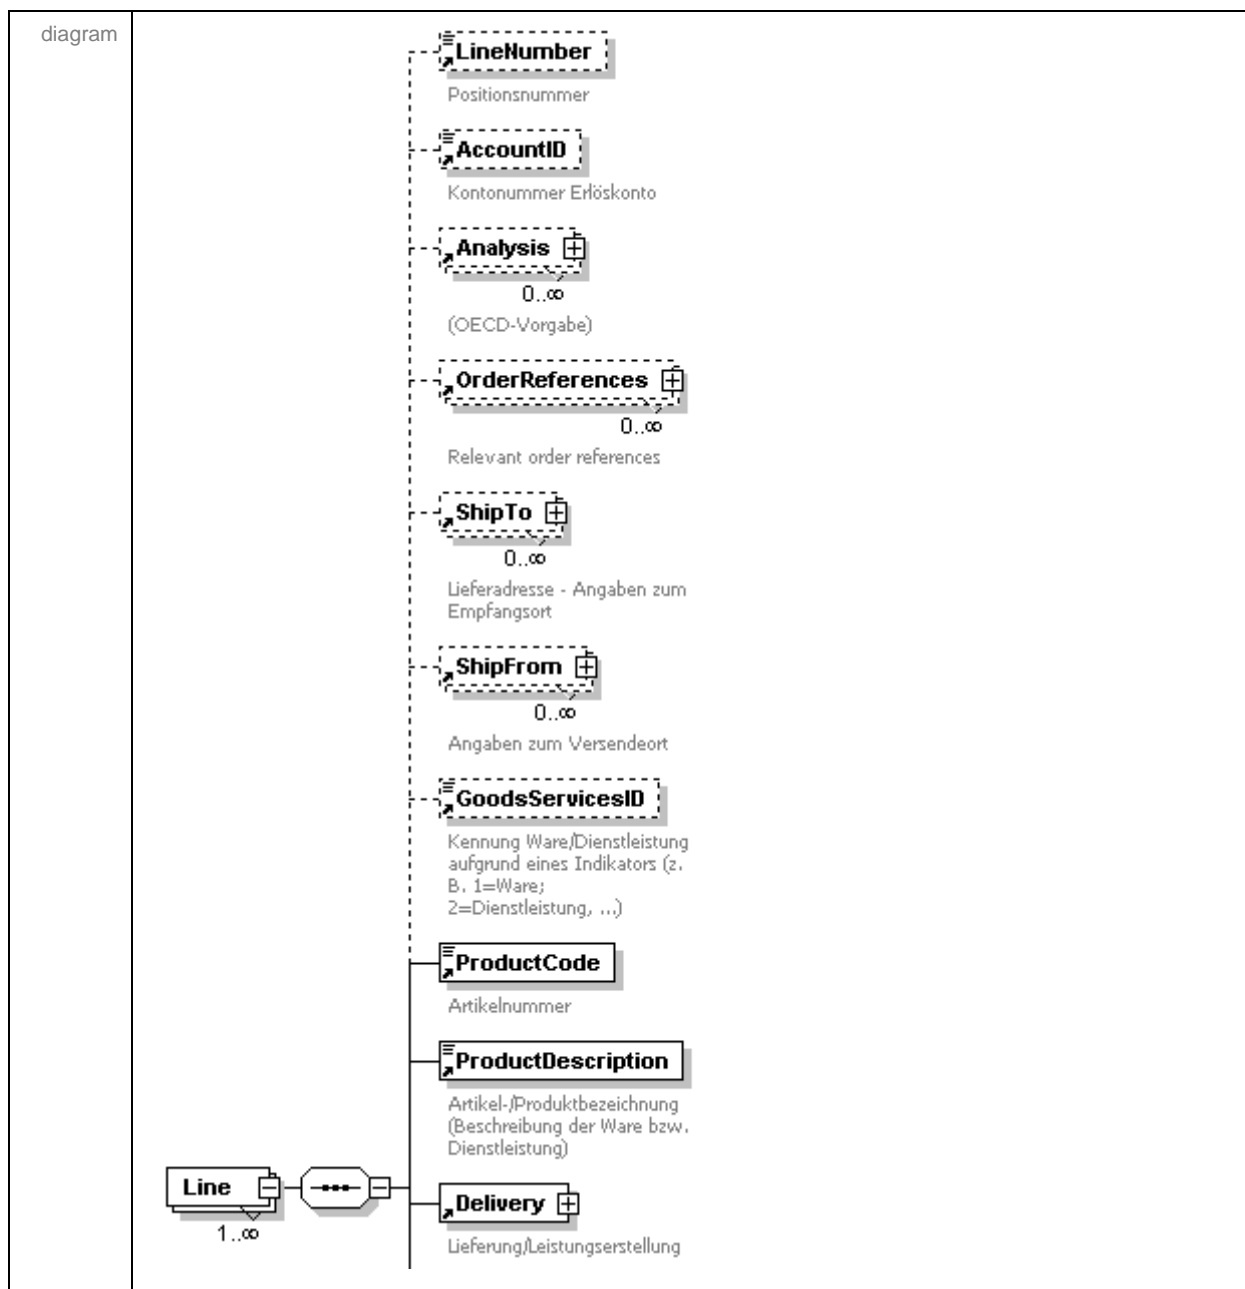 diagram
LineNumber
Positionsnummer
AccountID
Kontonummer Erlöskonto
Analysis
0..∞
(OECD-Vorgabe)
OrderReferences
0..∞
Relevant order references
ShipTo
0..∞
Lieferadresse - Angaben zum
Empfangsort
ShipFrom
0..∞
Angaben zum Versendeort
GoodsServicesID
Kennung Ware/Dienstleistung
aufgrund eines Indikators (z.
B. 1=Ware;
2=Dienstleistung, ...)
ProductCode
Artikelnummer
ProductDescription
Artikel-/Produktbezeichnung
(Beschreibung der Ware bzw.
Dienstleistung)
Line
1..∞
Delivery
Lieferung/Leistungserstellung